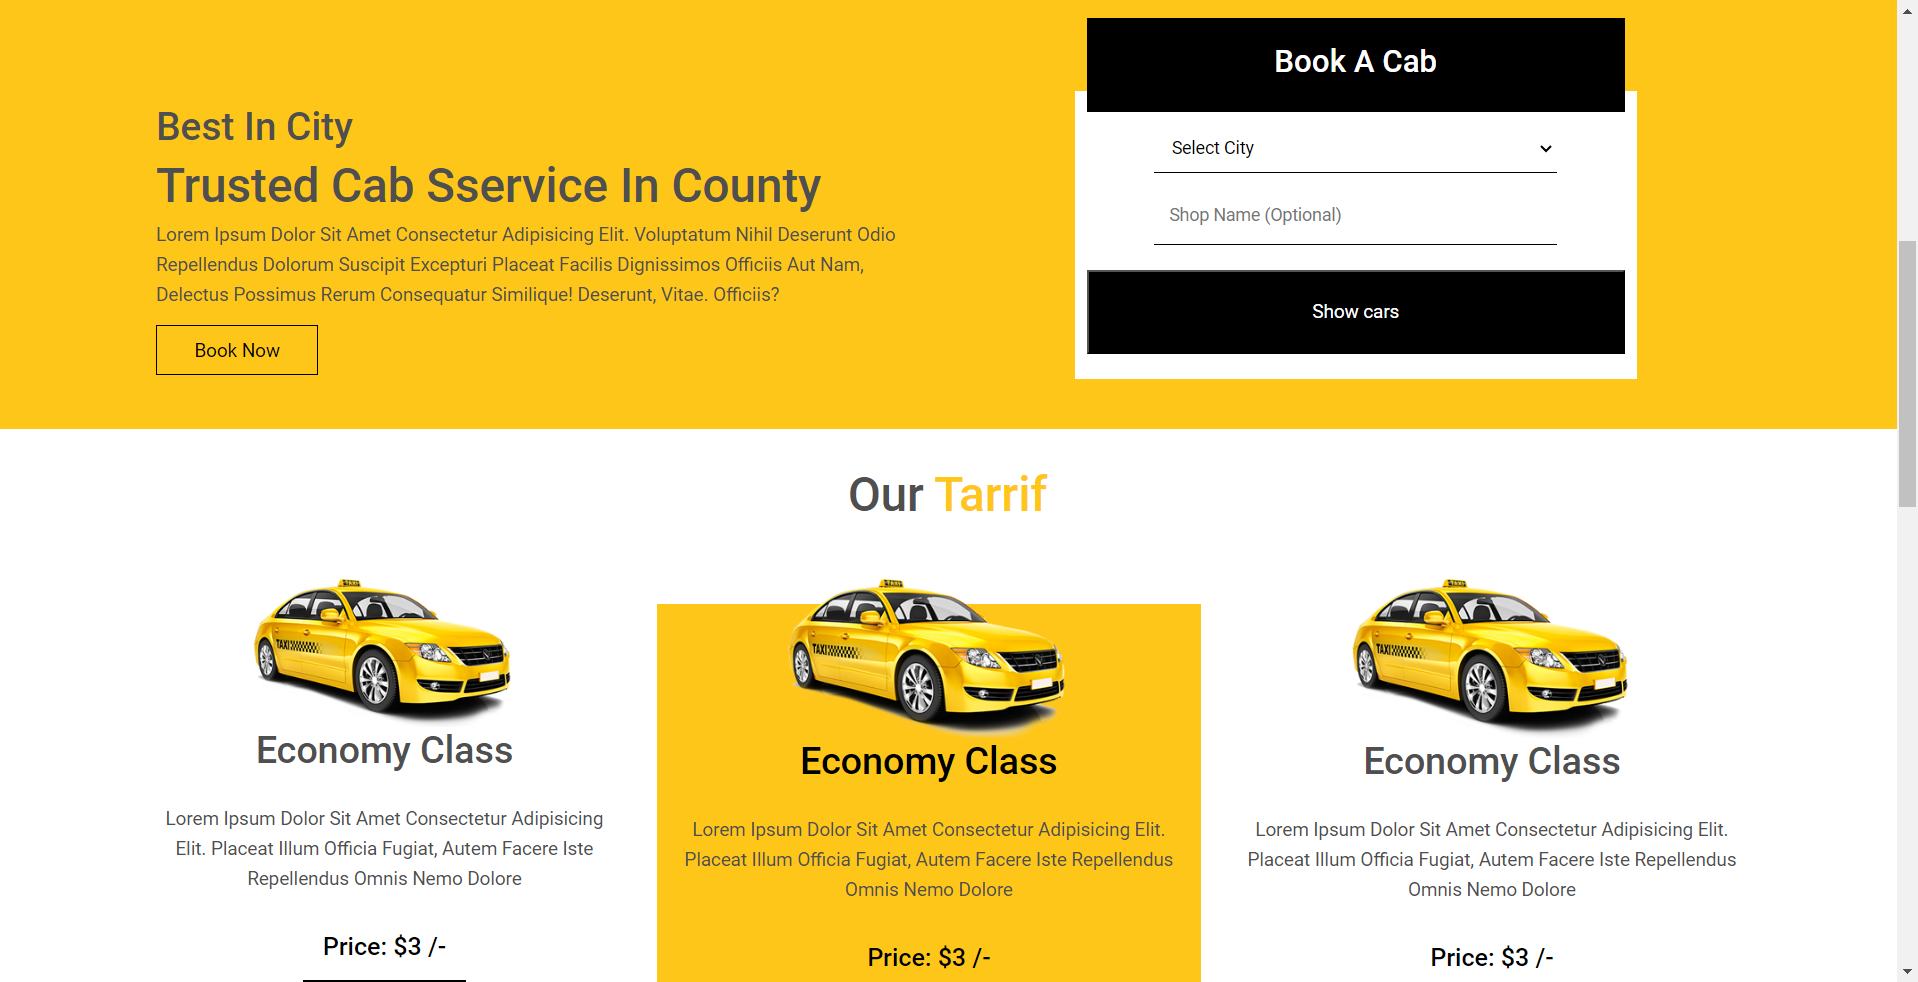 Best In City
Trusted Cab Sservice In County
Lorem Ipsum Dolor Sit Amet Consectetur Adipisicing Elit. Voluptatum Nihil Deserunt Odio
Repellendus Dolorum Suscipit Excepturi Placeat Facilis Dignissimos Officiis Aut Nam,
Delectus Possimus Rerum Consequatur Similique! Deserunt, Vitae. Officiis?
Book Now
Book A Cab
Select City
Shop Name (Optional)
Show cars
Our Tarrif
TAXI
Economy Class
Lorem Ipsum Dolor Sit Amet Consectetur Adipisicing
Elit. Placeat Illum Officia Fugiat, Autem Facere Iste
Repellendus Omnis Nemo Dolore
Price: $3 /-
TAXI
Economy Class
Lorem Ipsum Dolor Sit Amet Consectetur Adipisicing Elit.
Placeat Illum Officia Fugiat, Autem Facere Iste Repellendus
Omnis Nemo Dolore
Price: $3 /-
TAXI
Economy Class
Lorem Ipsum Dolor Sit Amet Consectetur Adipisicing Elit.
Placeat Illum Officia Fugiat, Autem Facere Iste Repellendus
Omnis Nemo Dolore
Price: $3 /-